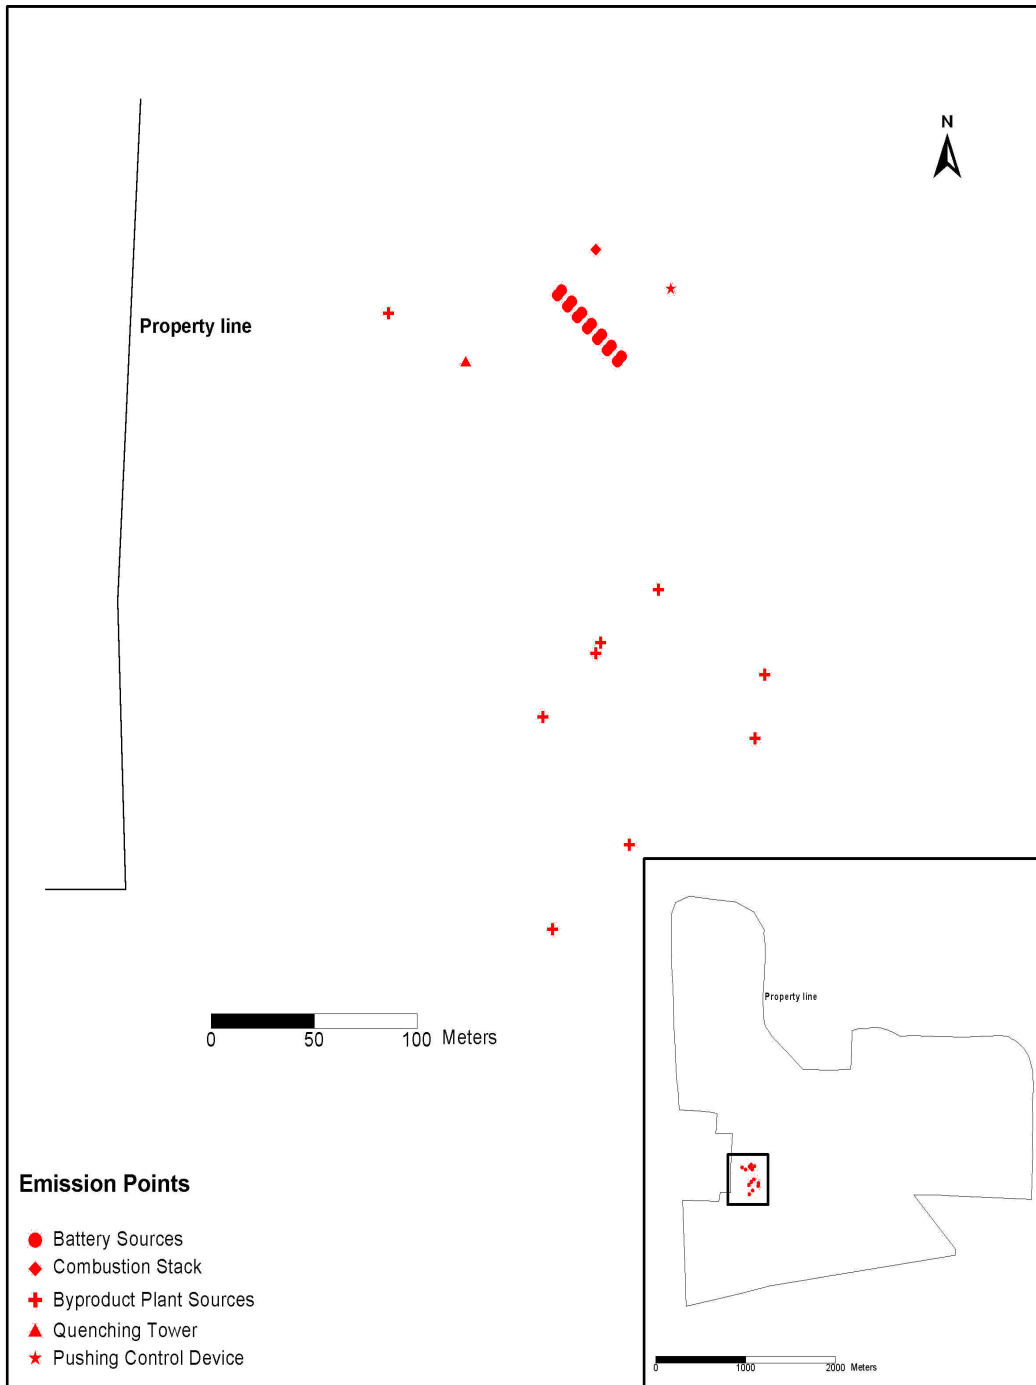 N
Property line
0 50 100 Meters
Emission Points
Battery Sources
Combustion Stack
Byproduct Plant Sources
Quenching Tower
Pushing Control Device
Property line
0 1000 2000 Meters